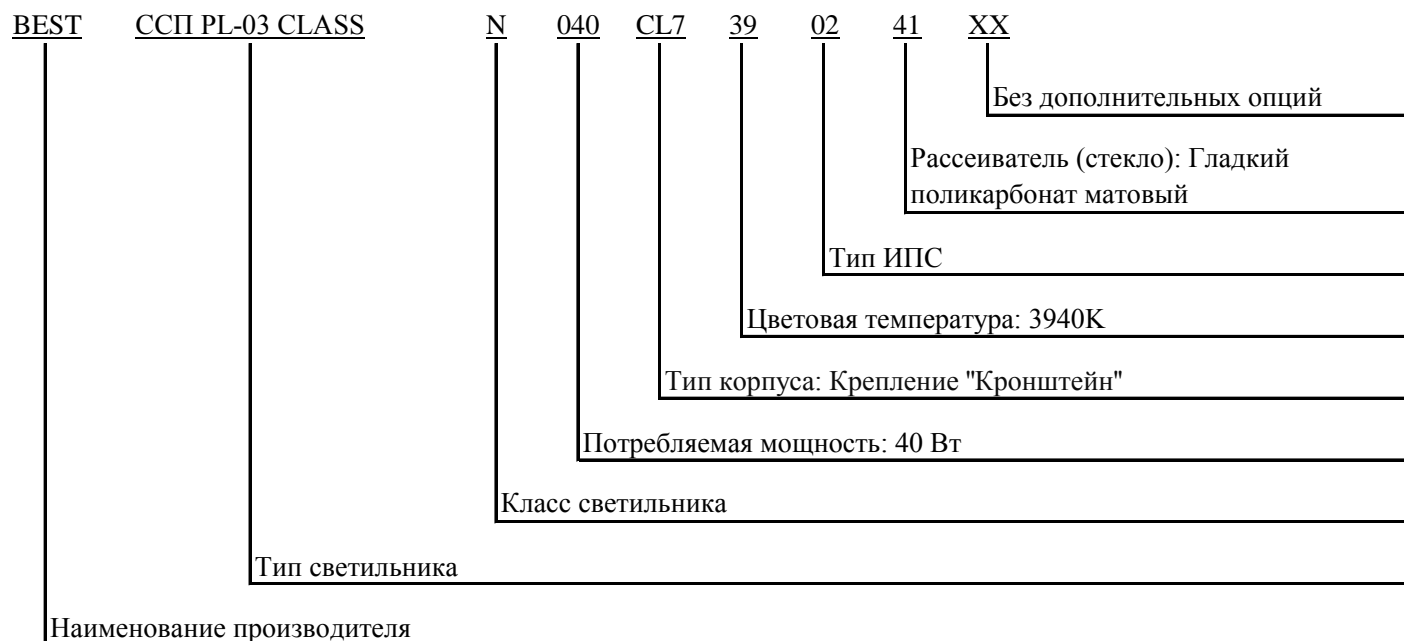 BEST ССП PL-03 CLASS N 040 CL7 39 02 41 XX
Без дополнительных опций
Рассеиватель (стекло): Гладкий
поликарбонат матовый
Тип ИПС
Цветовая температура: 3940К
Тип корпуса: Крепление "Кронштейн"
Потребляемая мощность: 40 Вт
Класс светильника
Тип светильника
Наименование производителя